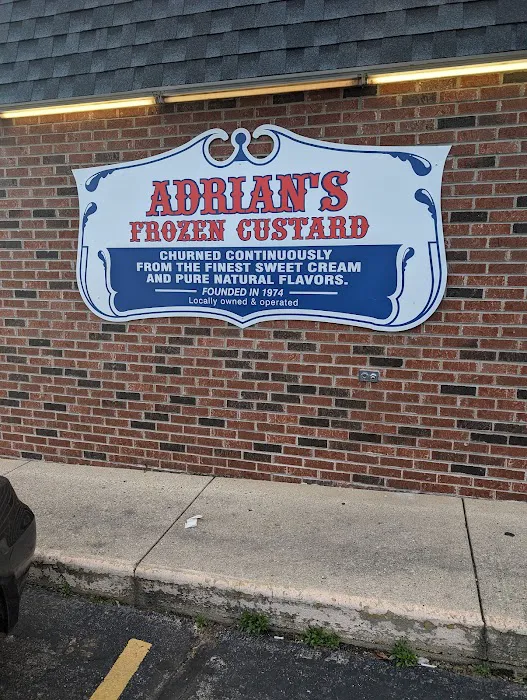 ADRIAN'S
FROZEN CUSTARD
CHURNED CONTINUOUSLY
FROM THE FINEST SWEET CREAM
AND PURE NATURAL FLAVORS.
FOUNDED IN 1974
Locally owned & operated